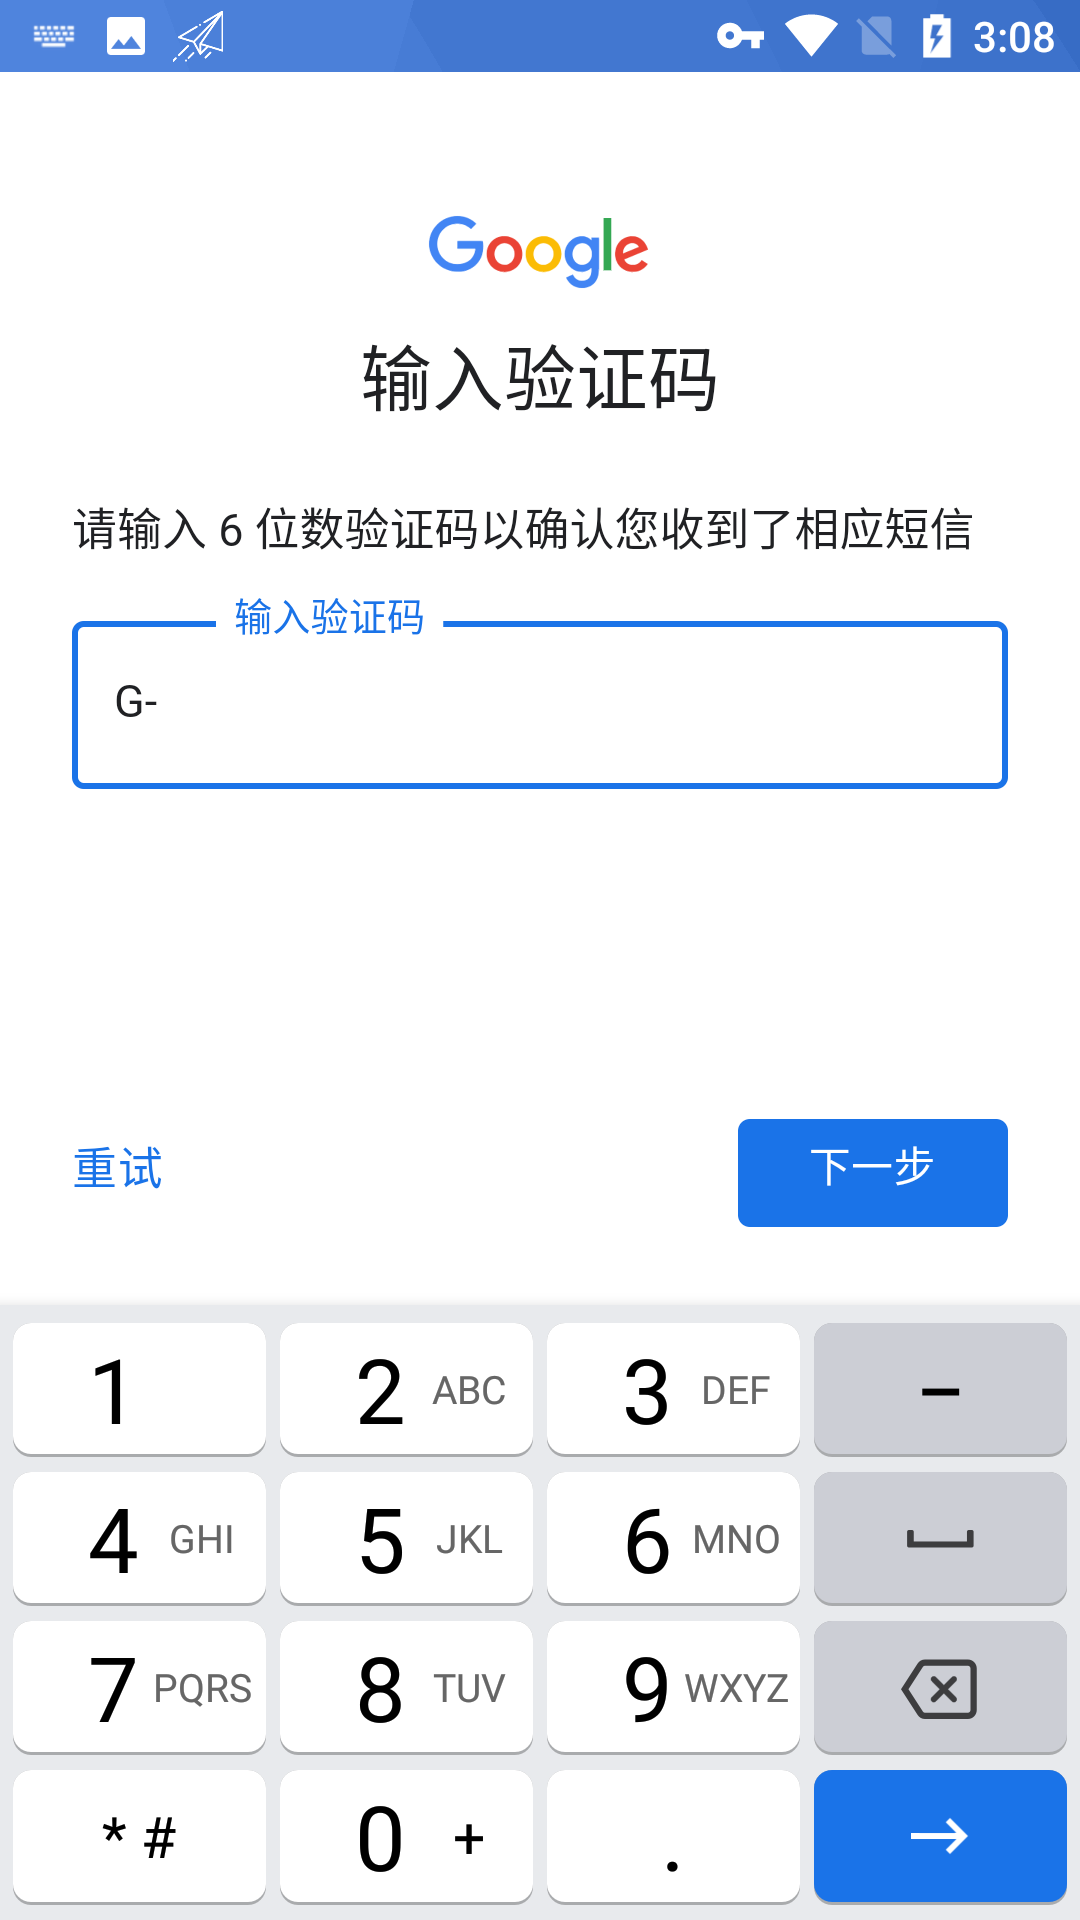 3:08
Google
输入验证码
请输入 6 位数验证码以确认您收到了相应短信
输入验证码
G-
重试 下一步
1 2 ABC 3 DEF –
4 GHI 5 JKL 6 MNO
7 PQRS 8 TUV 9 WXYZ
* # 0 + .